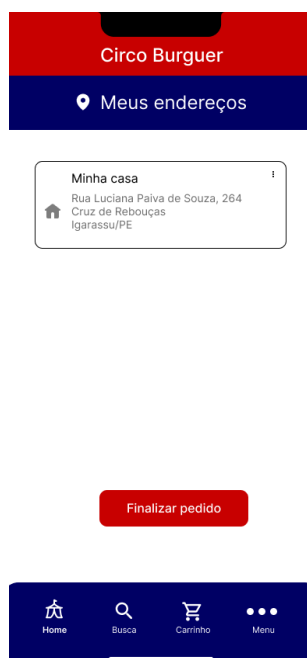 Circo Burguer
Meus endereços
Minha casa
Rua Luciana Paiva de Souza, 264
Cruz de Rebouças
Igarassu/PE
Finalizar pedido
Home Busca Carrinho Menu